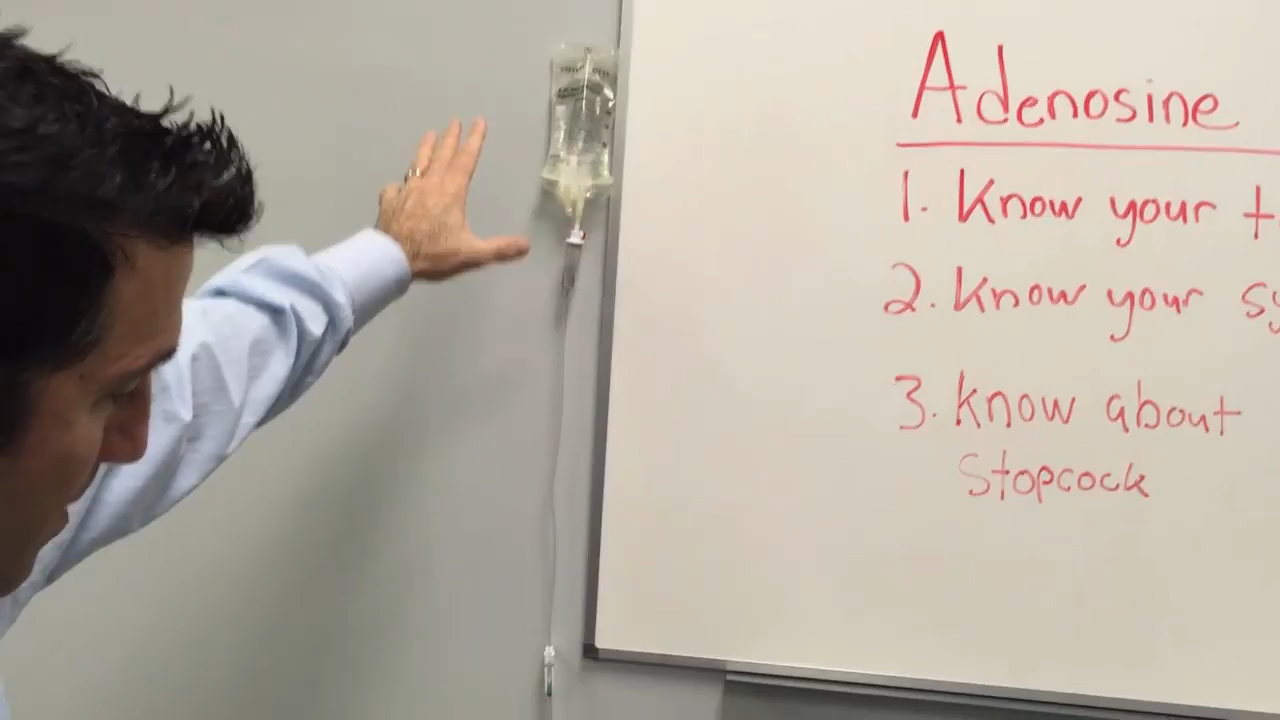 Adenosine
1. Know your
2. Know your
3. Know about
Stopcock